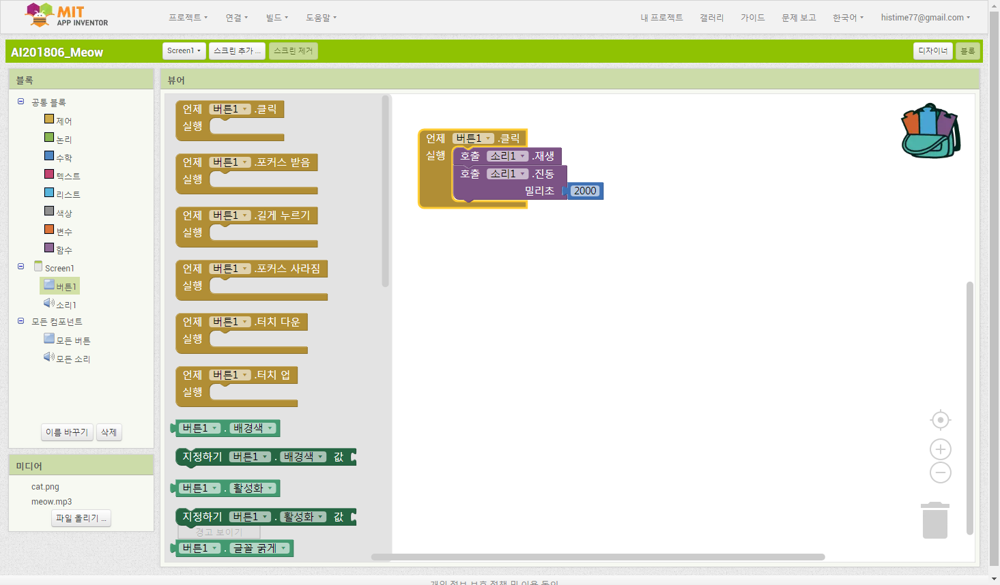 MIT
APP INVENTOR
프로젝트 연결 빌드 도움말 내 프로젝트 갤러리 가이드 문제 보고 한국어 histime77@gmail.com
AI201806_Meow Screen1 스크린 추가 ... 스크린 제거 디자이너 블록
블록
공통 블록
제어
논리
수학
텍스트
리스트
색상
변수
함수
Screen1
버튼1
소리1
모든 컴포넌트
모든 버튼
모든 소리
이름 바꾸기 삭제
미디어
cat.png
meow.mp3
파일 올리기 ...
뷰어
언제 버튼1 .클릭
실행
언제 버튼1 .포커스 받음
실행
언제 버튼1 .길게 누르기
실행
언제 버튼1 .포커스 사라짐
실행
언제 버튼1 .터치 다운
실행
언제 버튼1 .터치 업
실행
버튼1 . 배경색
지정하기 버튼1 . 배경색 값
버튼1 . 활성화
지정하기 버튼1 . 활성화 값
경고 보이기
버튼1 . 글꼴 굵게
언제 버튼1 .클릭
실행 호출 소리1 .재생
호출 소리1 .진동
밀리초 2000
개인 정보 보호 정책 및 이용 동의